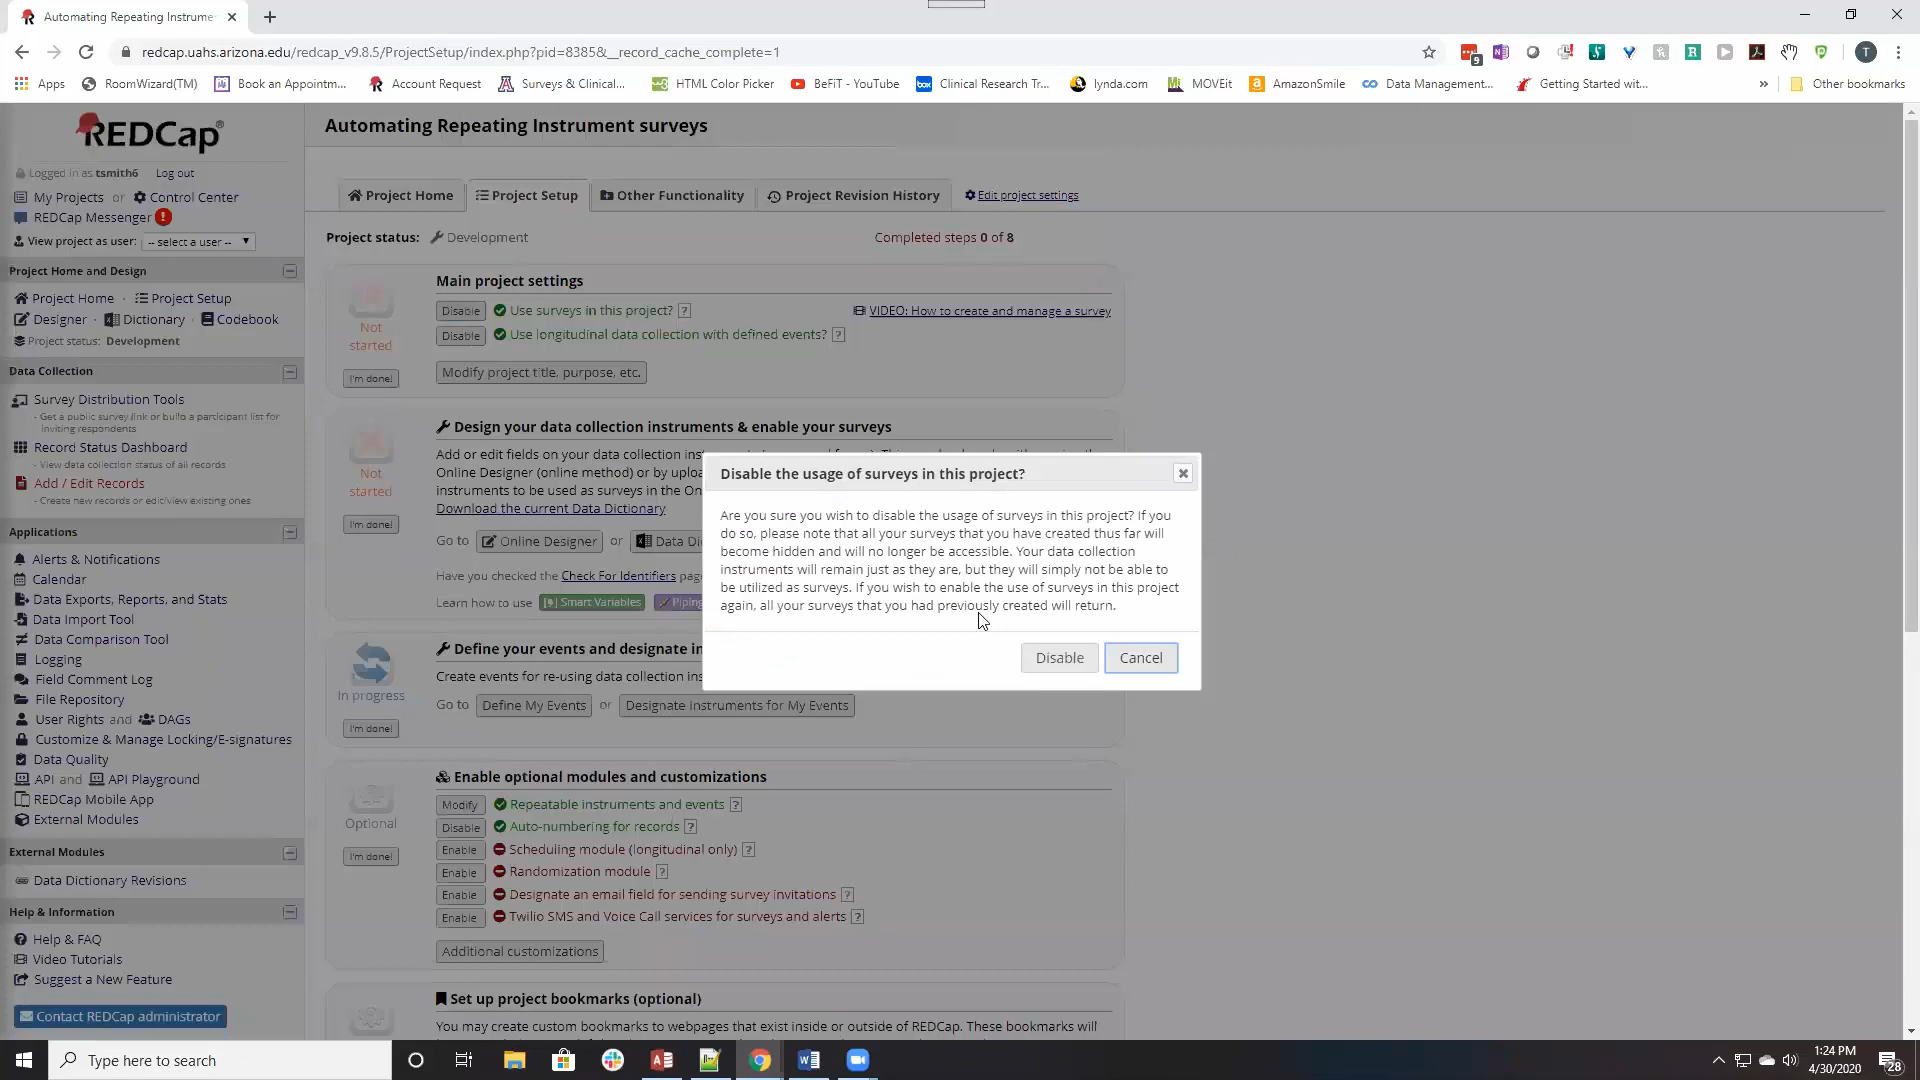 Automating Repeating Instrume
redcap.uahs.arizona.edu/redcap_v9.8.5/ProjectSetup/index.php?pid=8385&__record_cache_complete=1
9
T
Apps
RoomWizard(TM)
Book an Appointm...
Account Request
Surveys & Clinical...
HTML Color Picker
BeFiT - YouTube
Clinical Research Tr...
lynda.com
MOVEit
AmazonSmile
Data Management...
Getting Started wit...
»
Other bookmarks
REDCap
Logged in as tsmith6 Log out
My Projects or Control Center
REDCap Messenger
View project as user: -- select a user --
Project Home and Design
Project Home · Project Setup
Designer · Dictionary · Codebook
Project status: Development
Data Collection
Survey Distribution Tools
- Get a public survey link or build a participant list for
inviting respondents
Record Status Dashboard
- View data collection status of all records
Add / Edit Records
- Create new records or edit/view existing ones
Applications
Alerts & Notifications
Calendar
Data Exports, Reports, and Stats
Data Import Tool
Data Comparison Tool
Logging
Field Comment Log
File Repository
User Rights and DAGs
Customize & Manage Locking/E-signatures
Data Quality
API and API Playground
REDCap Mobile App
External Modules
External Modules
Data Dictionary Revisions
Help & Information
Help & FAQ
Video Tutorials
Suggest a New Feature
Contact REDCap administrator
Automating Repeating Instrument surveys
Project Home
Project Setup
Other Functionality
Project Revision History
Edit project settings
Project status: Development
Completed steps 0 of 8
Not
started
I'm done!
Main project settings
Disable Use surveys in this project? ?
VIDEO: How to create and manage a survey
Disable Use longitudinal data collection with defined events? ?
Modify project title, purpose, etc.
Not
started
I'm done!
Design your data collection instruments & enable your surveys
Add or edit fields on your data collection ins
Online Designer (online method) or by uplo
instruments to be used as surveys in the On
Download the current Data Dictionary
Go to Online Designer or Data Di
Have you checked the Check For Identifiers pag
Learn how to use [•] Smart Variables Piping
Disable the usage of surveys in this project?
Are you sure you wish to disable the usage of surveys in this project? If you
do so, please note that all your surveys that you have created thus far will
become hidden and will no longer be accessible. Your data collection
instruments will remain just as they are, but they will simply not be able to
be utilized as surveys. If you wish to enable the use of surveys in this project
again, all your surveys that you had previously created will return.
Disable
Cancel
In progress
I'm done!
Define your events and designate in
Create events for re-using data collection ins
Go to Define My Events or Designate Instruments for My Events
Optional
I'm done!
Enable optional modules and customizations
Modify Repeatable instruments and events ?
Disable Auto-numbering for records ?
Enable Scheduling module (longitudinal only) ?
Enable Randomization module ?
Enable Designate an email field for sending survey invitations ?
Enable Twilio SMS and Voice Call services for surveys and alerts ?
Additional customizations
Set up project bookmarks (optional)
You may create custom bookmarks to webpages that exist inside or outside of REDCap. These bookmarks will
Type here to search
1:24 PM
4/30/2020
28